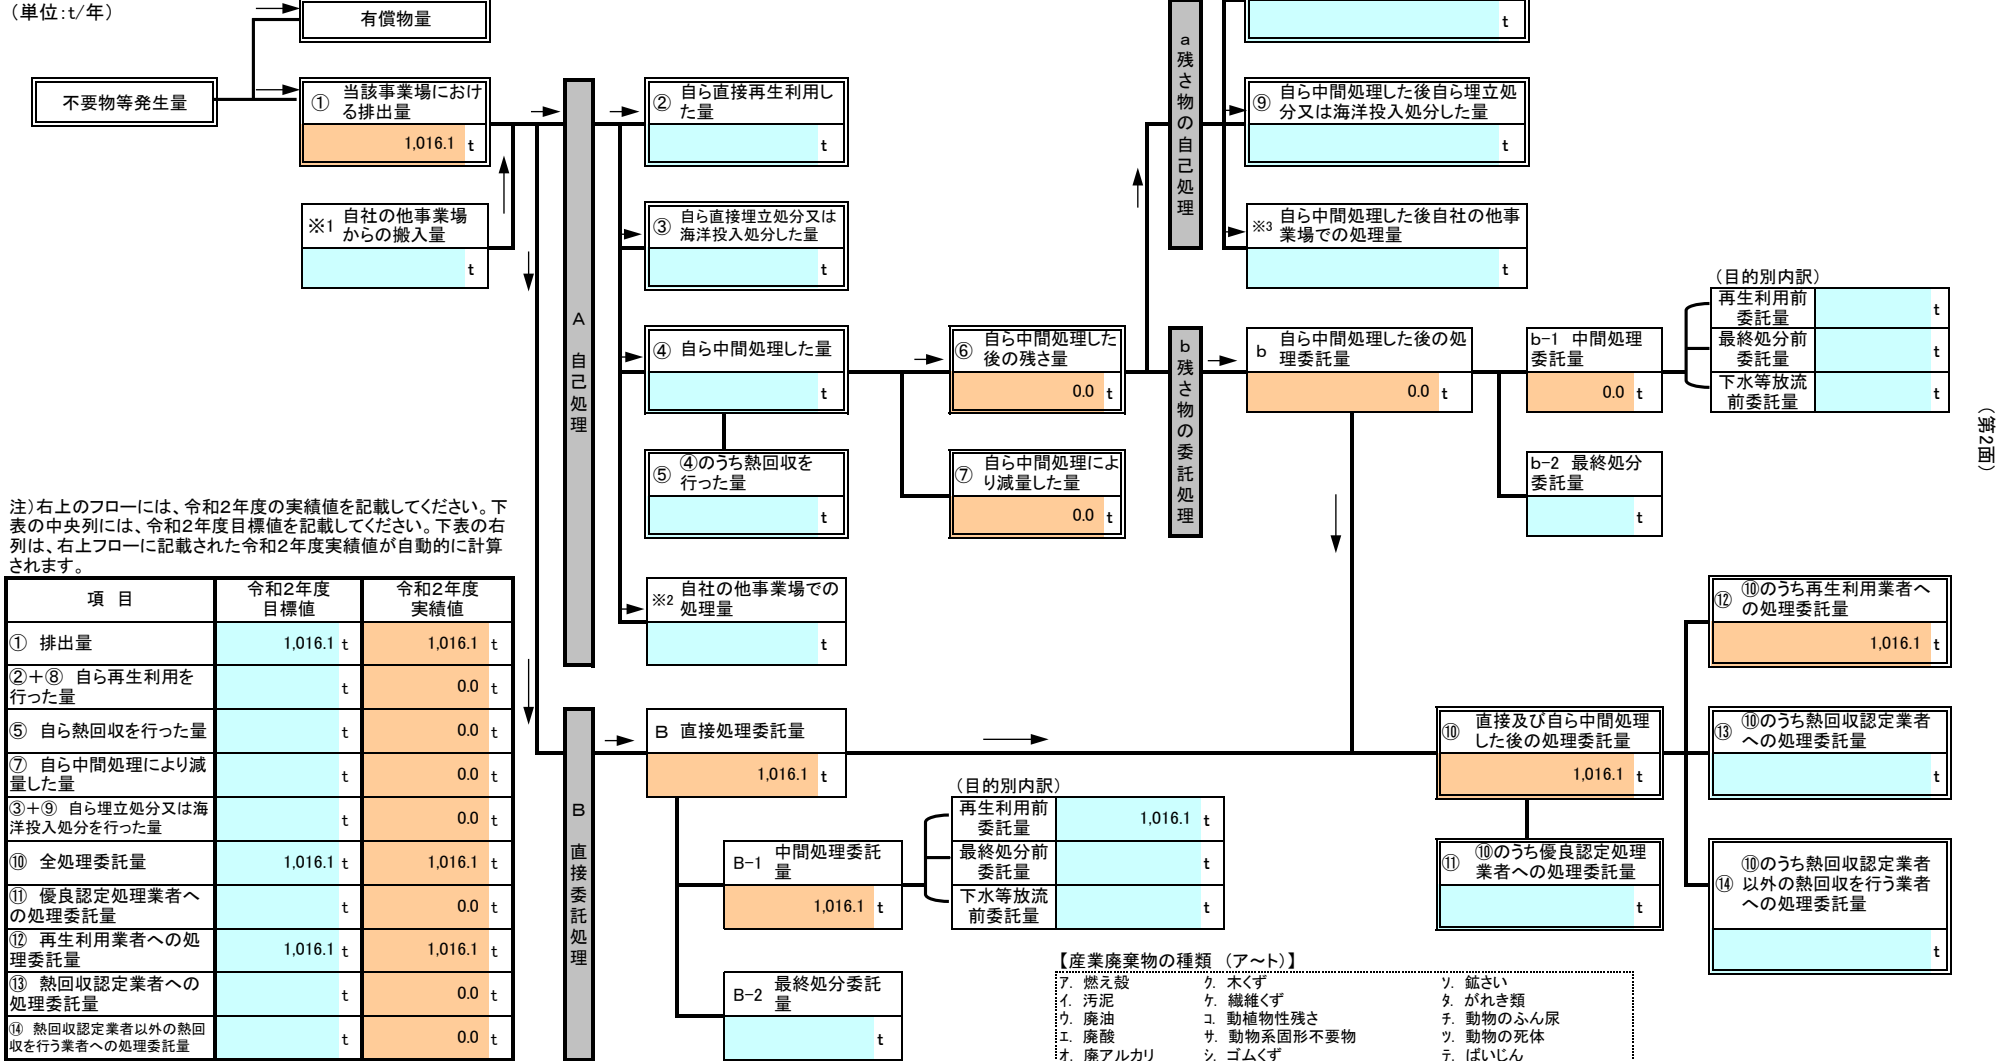 （単位：t/年）
有償物量
不要物等発生量
①
当該事業場におけ
る排出量
1,016.1 t
※1
自社の他事業場
からの搬入量
t
A
自
己
処
理
②
自ら直接再生利用し
た量
t
③
自ら直接埋立処分又は
海洋投入処分した量
t
④ 自ら中間処理した量
t
⑤
④のうち熱回収を
行った量
t
※2
自社の他事業場での
処理量
t
⑥
自ら中間処理した
後の残さ量
0.0 t
⑦
自ら中間処理によ
り減量した量
0.0 t
a
残
さ
物
の
自
己
処
理
t
⑨
自ら中間処理した後自ら埋立処
分又は海洋投入処分した量
t
※3
自ら中間処理した後自社の他事
業場での処理量
t
b
残
さ
物
の
委
託
処
理
b
自ら中間処理した後の処
理委託量
0.0 t
b-1 中間処理
委託量
0.0 t
（目的別内訳）
再生利用前
委託量
t
最終処分前
委託量
t
下水等放流
前委託量
t
b-2 最終処分
委託量
t
（第2面）
注）右上のフローには、令和２年度の実績値を記載してください。下
表の中央列には、令和２年度目標値を記載してください。下表の右
列は、右上フローに記載された令和２年度実績値が自動的に計算
されます。
項 目
令和２年度
目標値
令和２年度
実績値
① 排出量
1,016.1 t
1,016.1 t
②＋⑧ 自ら再生利用を
行った量
t
0.0 t
⑤ 自ら熱回収を行った量
t
0.0 t
⑦ 自ら中間処理により減
量した量
t
0.0 t
③＋⑨ 自ら埋立処分又は海
洋投入処分を行った量
t
0.0 t
⑩ 全処理委託量
1,016.1 t
1,016.1 t
⑪ 優良認定処理業者へ
の処理委託量
t
0.0 t
⑫ 再生利用業者への処
理委託量
1,016.1 t
1,016.1 t
⑬ 熱回収認定業者への
処理委託量
t
0.0 t
⑭ 熱回収認定業者以外の熱回
収を行う業者への処理委託量
t
0.0 t
B
直
接
委
託
処
理
B 直接処理委託量
1,016.1 t
B-1
中間処理委託
量
1,016.1 t
B-2
最終処分委託
量
t
（目的別内訳）
再生利用前
委託量
1,016.1 t
最終処分前
委託量
t
下水等放流
前委託量
t
⑩
直接及び自ら中間処理
した後の処理委託量
1,016.1 t
⑪
⑩のうち優良認定処理
業者への処理委託量
t
⑫
⑩のうち再生利用業者へ
の処理委託量
1,016.1 t
⑬
⑩のうち熱回収認定業者
への処理委託量
t
⑭
⑩のうち熱回収認定業者
以外の熱回収を行う業者
への処理委託量
t
【産業廃棄物の種類 （ア～ト）】
ｱ. 燃え殻
ｲ. 汚泥
ｳ. 廃油
ｴ. 廃酸
ｵ. 廃アルカリ
ｸ. 木くず
ｹ. 繊維くず
ｺ. 動植物性残さ
ｻ. 動物系固形不要物
ｼ. ゴムくず
ｿ. 鉱さい
ﾀ. がれき類
ﾁ. 動物のふん尿
ﾂ. 動物の死体
ﾃ. ばいじん